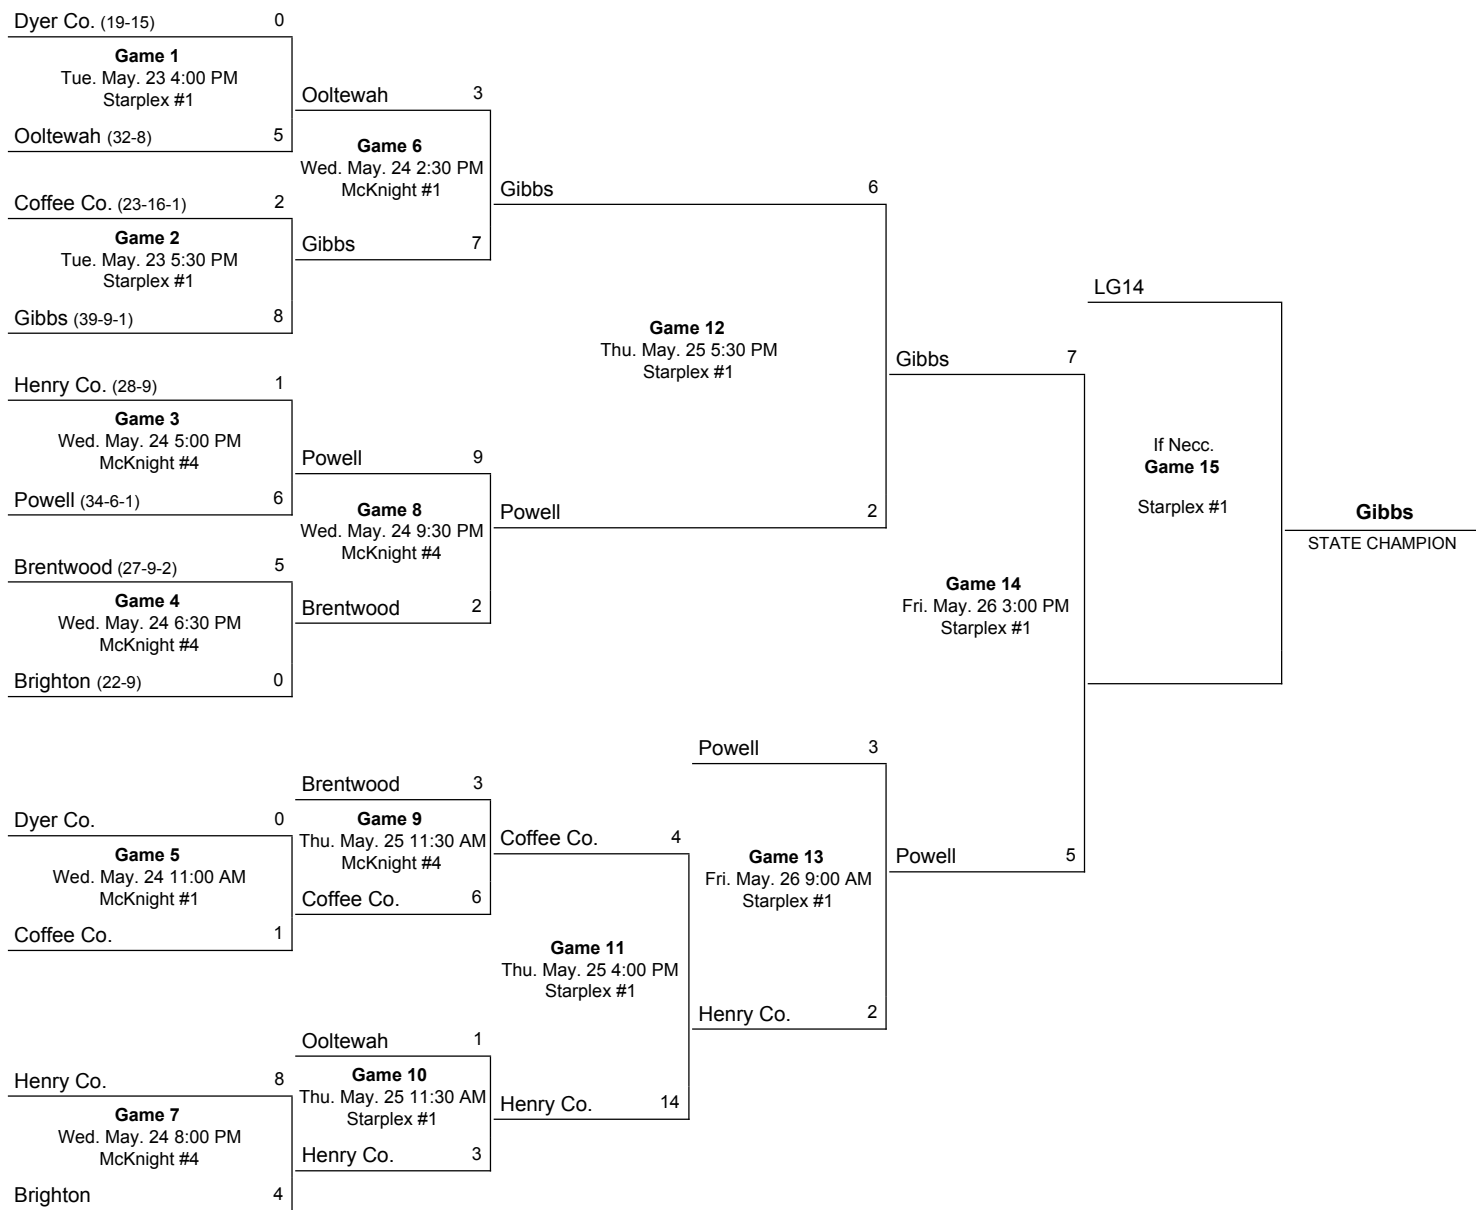 Dyer Co. (19-15) 0
Game 1
Tue. May. 23 4:00 PM
Starplex #1
Ooltewah (32-8) 5
Coffee Co. (23-16-1) 2
Game 2
Tue. May. 23 5:30 PM
Starplex #1
Gibbs (39-9-1) 8
Henry Co. (28-9) 1
Game 3
Wed. May. 24 5:00 PM
McKnight #4
Powell (34-6-1) 6
Brentwood (27-9-2) 5
Game 4
Wed. May. 24 6:30 PM
McKnight #4
Brighton (22-9) 0
Dyer Co. 0
Game 5
Wed. May. 24 11:00 AM
McKnight #1
Coffee Co. 1
Henry Co. 8
Game 7
Wed. May. 24 8:00 PM
McKnight #4
Brighton 4
Ooltewah 3
Game 6
Wed. May. 24 2:30 PM
McKnight #1
Gibbs 7
Powell 9
Game 8
Wed. May. 24 9:30 PM
McKnight #4
Brentwood 2
Brentwood 3
Game 9
Thu. May. 25 11:30 AM
McKnight #4
Coffee Co. 6
Ooltewah 1
Game 10
Thu. May. 25 11:30 AM
Starplex #1
Henry Co. 3
Gibbs 6
Game 12
Thu. May. 25 5:30 PM
Starplex #1
Powell 2
Coffee Co. 4
Game 11
Thu. May. 25 4:00 PM
Starplex #1
Henry Co. 14
Powell 3
Game 13
Fri. May. 26 9:00 AM
Starplex #1
Henry Co. 2
Gibbs 7
Game 14
Fri. May. 26 3:00 PM
Starplex #1
Powell 5
LG14
If Necc.
Game 15
Starplex #1
Gibbs
STATE CHAMPION